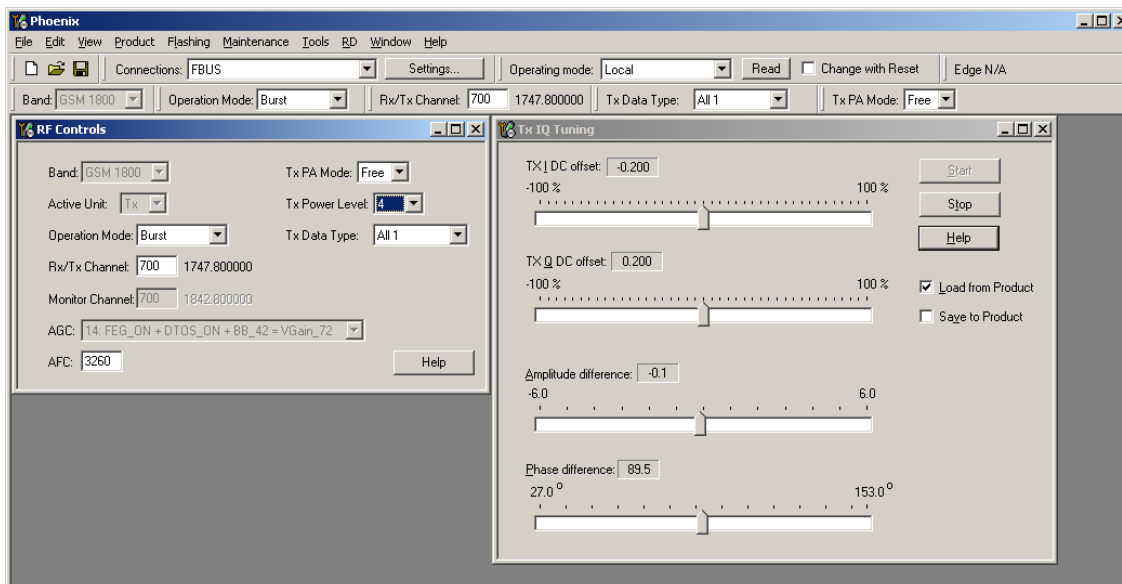 Phoenix
File Edit View Product Flashing Maintenance Tools RD Window Help
Connections: FBUS Settings... Operating mode: Local Read Change with Reset Edge N/A
Band: GSM 1800 Operation Mode: Burst Rx/Tx Channel: 700 1747.800000 Tx Data Type: All 1 Tx PA Mode: Free
RF Controls
Band: GSM 1800 Tx PA Mode: Free
Active Unit: Tx Tx Power Level: 4
Operation Mode: Burst Tx Data Type: All 1
Rx/Tx Channel: 700 1747.800000
Monitor Channel: 700 1842.800000
AGC: 14: FEG_ON + DTOS_ON + BB_42 = VGain_72
AFC: 3260 Help
Tx IQ Tuning
TX I DC offset: -0.200
-100 % 100 %
TX Q DC offset: 0.200
-100 % 100 %
Amplitude difference: -0.1
-6.0 6.0
Phase difference: 89.5
27.0 º 153.0 º
Start
Stop
Help
Load from Product
Save to Product